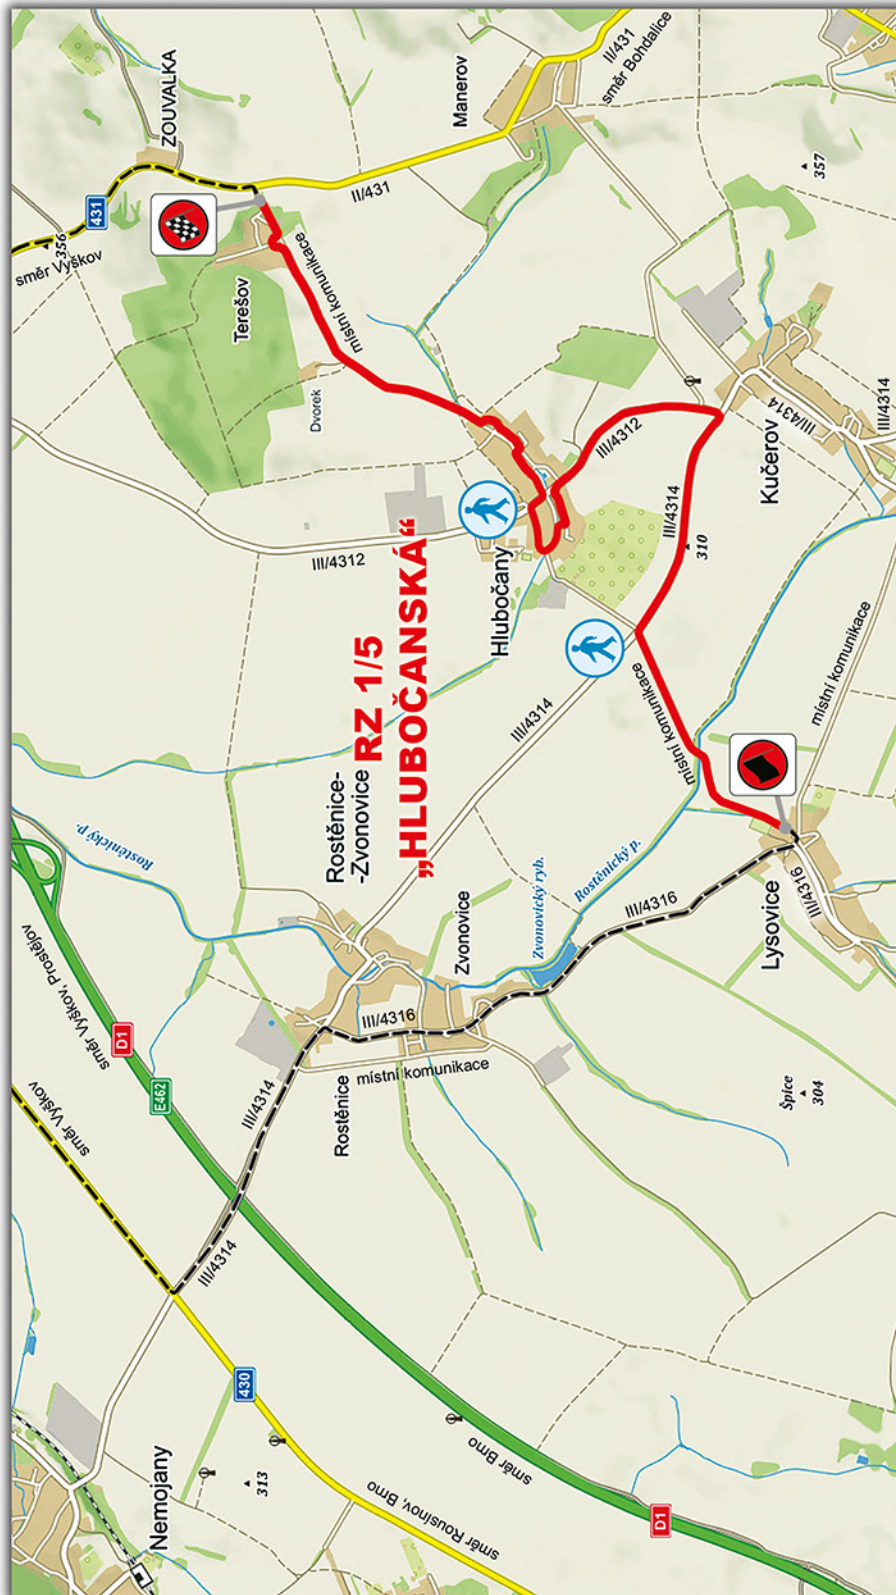 směr Vyškov
356
431
ZOUVALKA
Terešov
místní komunikace
II/431
Manerov
II/431
směr Bohdalice
357
Dvorek
III/4312
III/4312
Hlubočany
III/4314
310
Kučerov
III/4314
III/4314
RZ 1/5
„HLUBOČANSKÁ“
III/4314
místní komunikace
místní komunikace
Rostěnice-
-Zvonovice
Rostěnický p.
Zvonovice
Zvonovický ryb.
Rostěnický p.
III/4316
III/4316
Lysovice
III/4316
místní komunikace
Rostěnice
III/4314
III/4314
Špice
304
směr Vyškov, Prostějov
D1
E462
směr Vyškov
430
Nemojany
313
směr Rousínov, Brno
směr Brno
D1